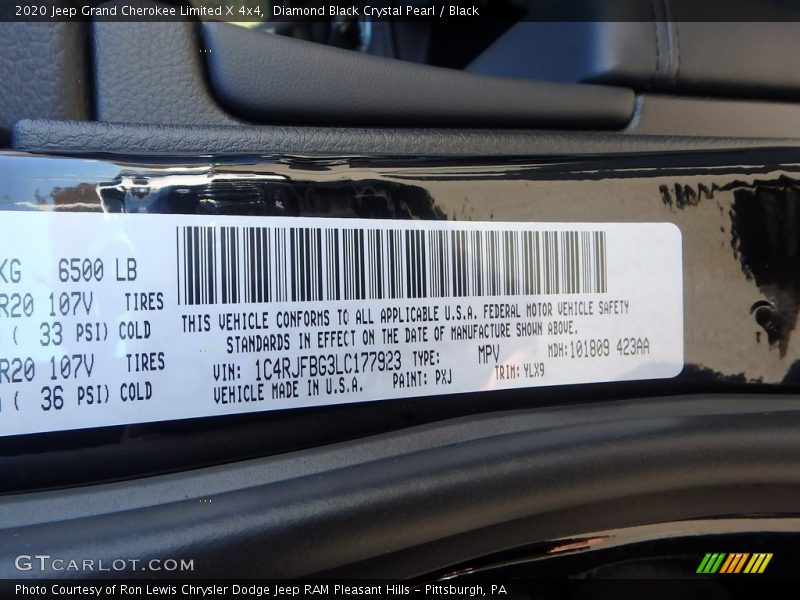 2020 Jeep Grand Cherokee Limited X 4x4, Diamond Black Crystal Pearl / Black
KG 6500 LB
R20 107V TIRES
( 33 PSI) COLD
R20 107V TIRES
( 36 PSI) COLD
THIS VEHICLE CONFORMS TO ALL APPLICABLE U.S.A. FEDERAL MOTOR VEHICLE SAFETY
STANDARDS IN EFFECT ON THE DATE OF MANUFACTURE SHOWN ABOVE.
VIN: 1C4RJFBG3LC177923 TYPE: MPV MDH:101809 423AA
VEHICLE MADE IN U.S.A. PAINT: PXJ TRIM: YLX9
GTCARLOT.COM
Photo Courtesy of Ron Lewis Chrysler Dodge Jeep RAM Pleasant Hills - Pittsburgh, PA